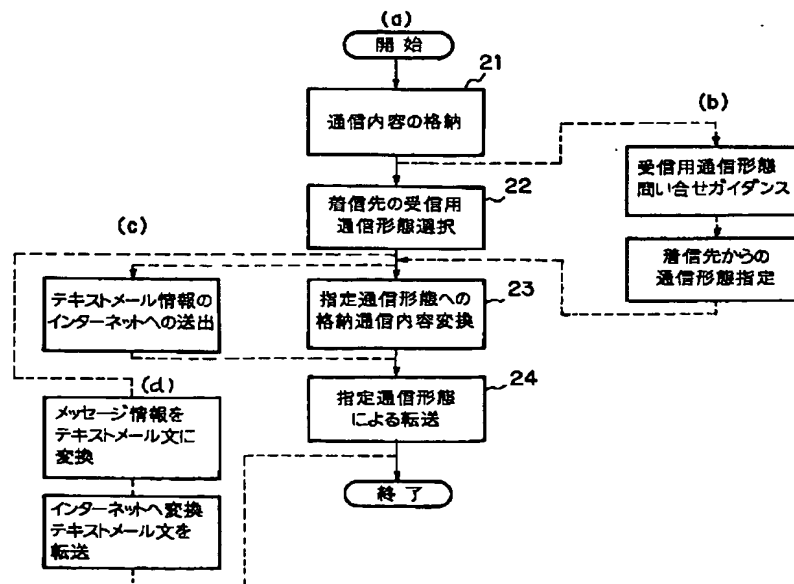 (a)
開始
21
通信内容の格納
(b)
受信用通信形態
問い合せガイダンス
22
着信先の受信用
通信形態選択
着信先からの
通信形態指定
(c)
テキストメール情報の
インターネットへの送出
23
指定通信形態への
格納通信内容変換
24
指定通信形態
による転送
(d)
メッセージ情報を
テキストメール文に
変換
終了
インターネットへ変換
テキストメール文を
転送